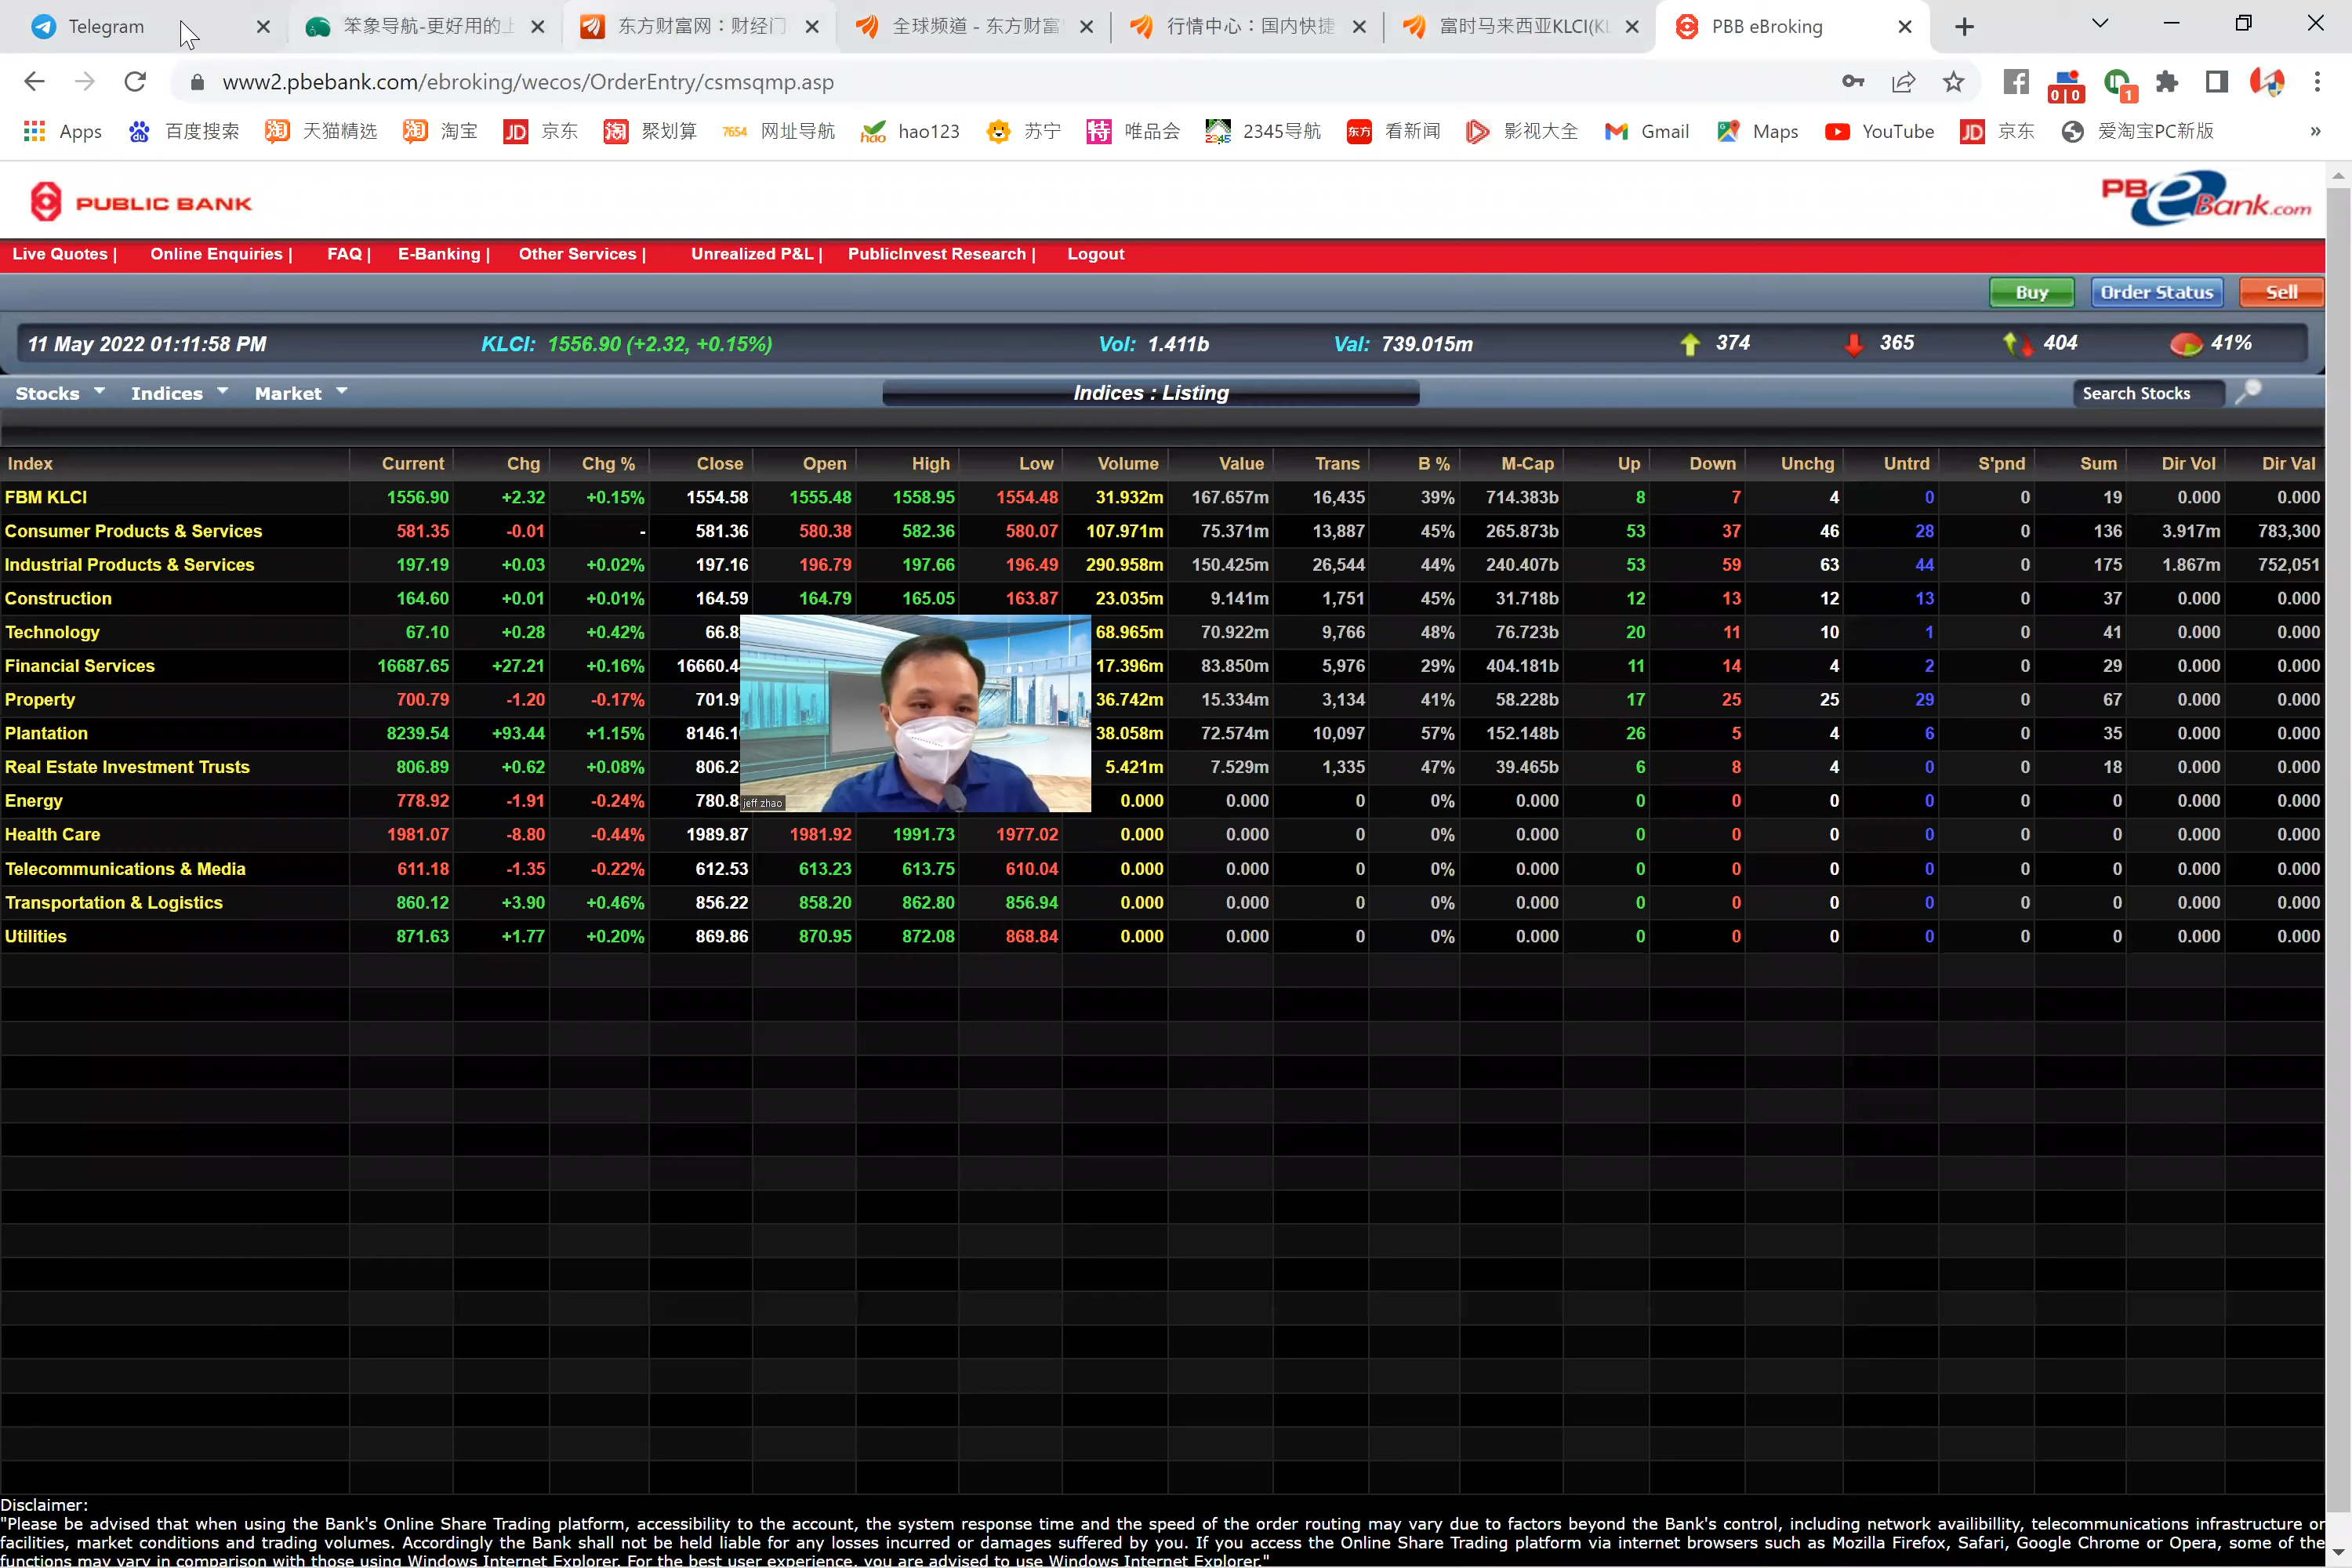 Telegram
笨象导航-更好用的上
东方财富网：财经门
全球频道 - 东方财富
行情中心：国内快捷
富时马来西亚KLCI(KL
PBB eBroking
www2.pbebank.com/ebroking/wecos/OrderEntry/csmsqmp.asp
0|0
1
Apps 百度搜索 天猫精选 淘宝 京东 聚划算 网址导航 hao123 苏宁 唯品会 2345导航 看新闻 影视大全 Gmail Maps YouTube 京东 爱淘宝PC新版 »
PUBLIC BANK
PBeBank.com
Live Quotes | Online Enquiries | FAQ | E-Banking | Other Services | Unrealized P&L | PublicInvest Research | Logout
Buy Order Status Sell
11 May 2022 01:11:58 PM KLCI: 1556.90 (+2.32, +0.15%) Vol: 1.411b Val: 739.015m 374 365 404 41%
Stocks Indices Market Indices : Listing Search Stocks
Index Current Chg Chg % Close Open High Low Volume Value Trans B % M-Cap Up Down Unchg Untrd S'pnd Sum Dir Vol Dir Val
FBM KLCI 1556.90 +2.32 +0.15% 1554.58 1555.48 1558.95 1554.48 31.932m 167.657m 16,435 39% 714.383b 8 7 4 0 0 19 0.000 0.000
Consumer Products & Services 581.35 -0.01 - 581.36 580.38 582.36 580.07 107.971m 75.371m 13,887 45% 265.873b 53 37 46 28 0 136 3.917m 783,300
Industrial Products & Services 197.19 +0.03 +0.02% 197.16 196.79 197.66 196.49 290.958m 150.425m 26,544 44% 240.407b 53 59 63 44 0 175 1.867m 752,051
Construction 164.60 +0.01 +0.01% 164.59 164.79 165.05 163.87 23.035m 9.141m 1,751 45% 31.718b 12 13 12 13 0 37 0.000 0.000
Technology 67.10 +0.28 +0.42% 66.8 68.965m 70.922m 9,766 48% 76.723b 20 11 10 1 0 41 0.000 0.000
Financial Services 16687.65 +27.21 +0.16% 16660.4 17.396m 83.850m 5,976 29% 404.181b 11 14 4 2 0 29 0.000 0.000
Property 700.79 -1.20 -0.17% 701.9 36.742m 15.334m 3,134 41% 58.228b 17 25 25 29 0 67 0.000 0.000
Plantation 8239.54 +93.44 +1.15% 8146.1 38.058m 72.574m 10,097 57% 152.148b 26 5 4 6 0 35 0.000 0.000
Real Estate Investment Trusts 806.89 +0.62 +0.08% 806.2 5.421m 7.529m 1,335 47% 39.465b 6 8 4 0 0 18 0.000 0.000
Energy 778.92 -1.91 -0.24% 780.8 jeff zhao 0.000 0.000 0 0% 0.000 0 0 0 0 0 0 0.000 0.000
Health Care 1981.07 -8.80 -0.44% 1989.87 1981.92 1991.73 1977.02 0.000 0.000 0 0% 0.000 0 0 0 0 0 0 0.000 0.000
Telecommunications & Media 611.18 -1.35 -0.22% 612.53 613.23 613.75 610.04 0.000 0.000 0 0% 0.000 0 0 0 0 0 0 0.000 0.000
Transportation & Logistics 860.12 +3.90 +0.46% 856.22 858.20 862.80 856.94 0.000 0.000 0 0% 0.000 0 0 0 0 0 0 0.000 0.000
Utilities 871.63 +1.77 +0.20% 869.86 870.95 872.08 868.84 0.000 0.000 0 0% 0.000 0 0 0 0 0 0 0.000 0.000
Disclaimer:
"Please be advised that when using the Bank's Online Share Trading platform, accessibility to the account, the system response time and the speed of the order routing may vary due to factors beyond the Bank's control, including network availibillity, telecommunications infrastructure or
facilities, market conditions and trading volumes. Accordingly the Bank shall not be held liable for any losses incurred or damages suffered by you. If you access the Online Share Trading platform via internet browsers such as Mozilla Firefox, Safari, Google Chrome or Opera, some of the
functions may vary in comparison with those using Windows Internet Explorer. For the best user experience, you are advised to use Windows Internet Explorer."